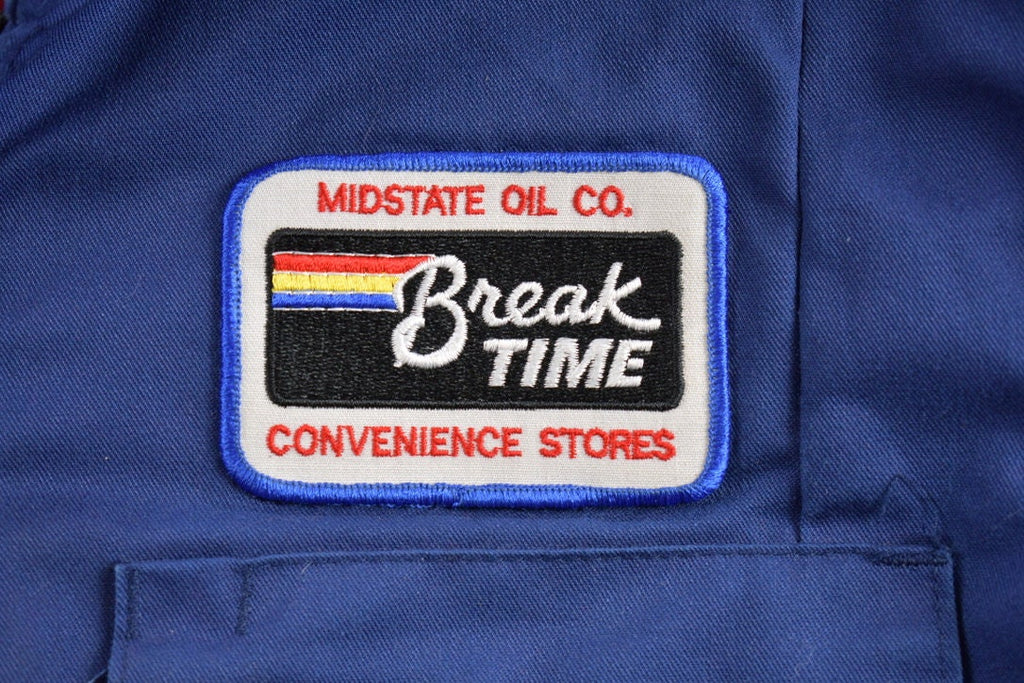 MIDSTATE OIL CO.
Break
TIME
CONVENIENCE STORES